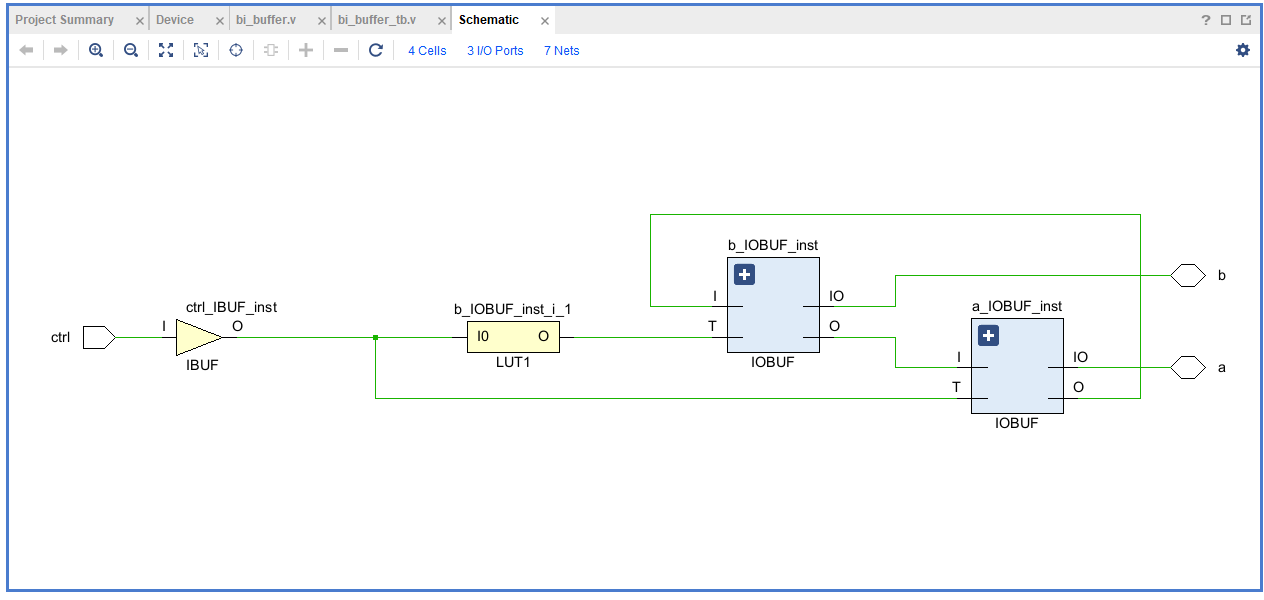 Project Summary × Device × bi_buffer.v × bi_buffer_tb.v × Schematic × ?
4 Cells 3 I/O Ports 7 Nets
b_IOBUF_inst
I IO
T O
IOBUF
b
a_IOBUF_inst
I IO
T O
IOBUF
a
ctrl_IBUF_inst
ctrl I O
IBUF
b_IOBUF_inst_i_1
I0 O
LUT1